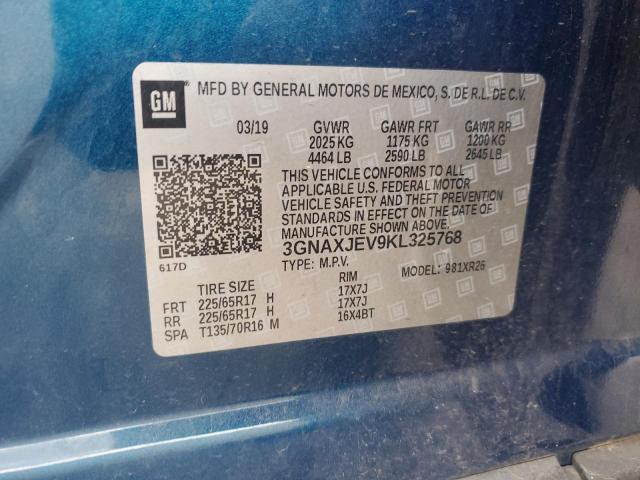 GM
MFD BY GENERAL MOTORS DE MEXICO, S. DE R.L. DE C.V.
03/19 GVWR GAWR FRT GAWR RR
2025 KG 1175 KG 1200 KG
4464 LB 2590 LB 2645 LB
THIS VEHICLE CONFORMS TO ALL
APPLICABLE U.S. FEDERAL MOTOR
VEHICLE SAFETY AND THEFT PREVENTION
STANDARDS IN EFFECT ON THE DATE OF
MANUFACTURE SHOWN ABOVE.
3GNAXJEV9KL325768
617D
TYPE: M.P.V. MODEL: 981XR26
TIRE SIZE RIM
FRT 225/65R17 H 17X7J
RR 225/65R17 H 17X7J
SPA T135/70R16 M 16X4BT